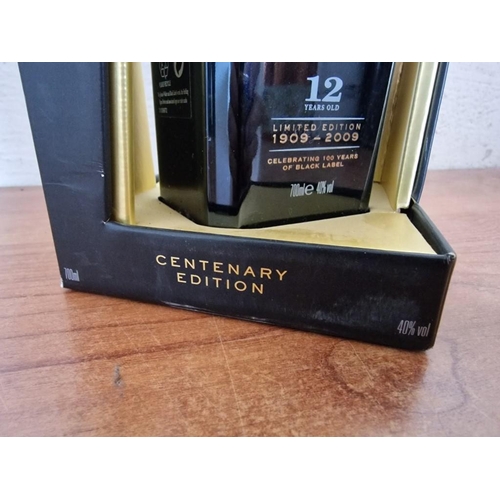 12
YEARS OLD
LIMITED EDITION
1909 - 2009
CELEBRATING 100 YEARS
OF BLACK LABEL
700ml e 40% vol
CENTENARY
EDITION
700ml
40% vol